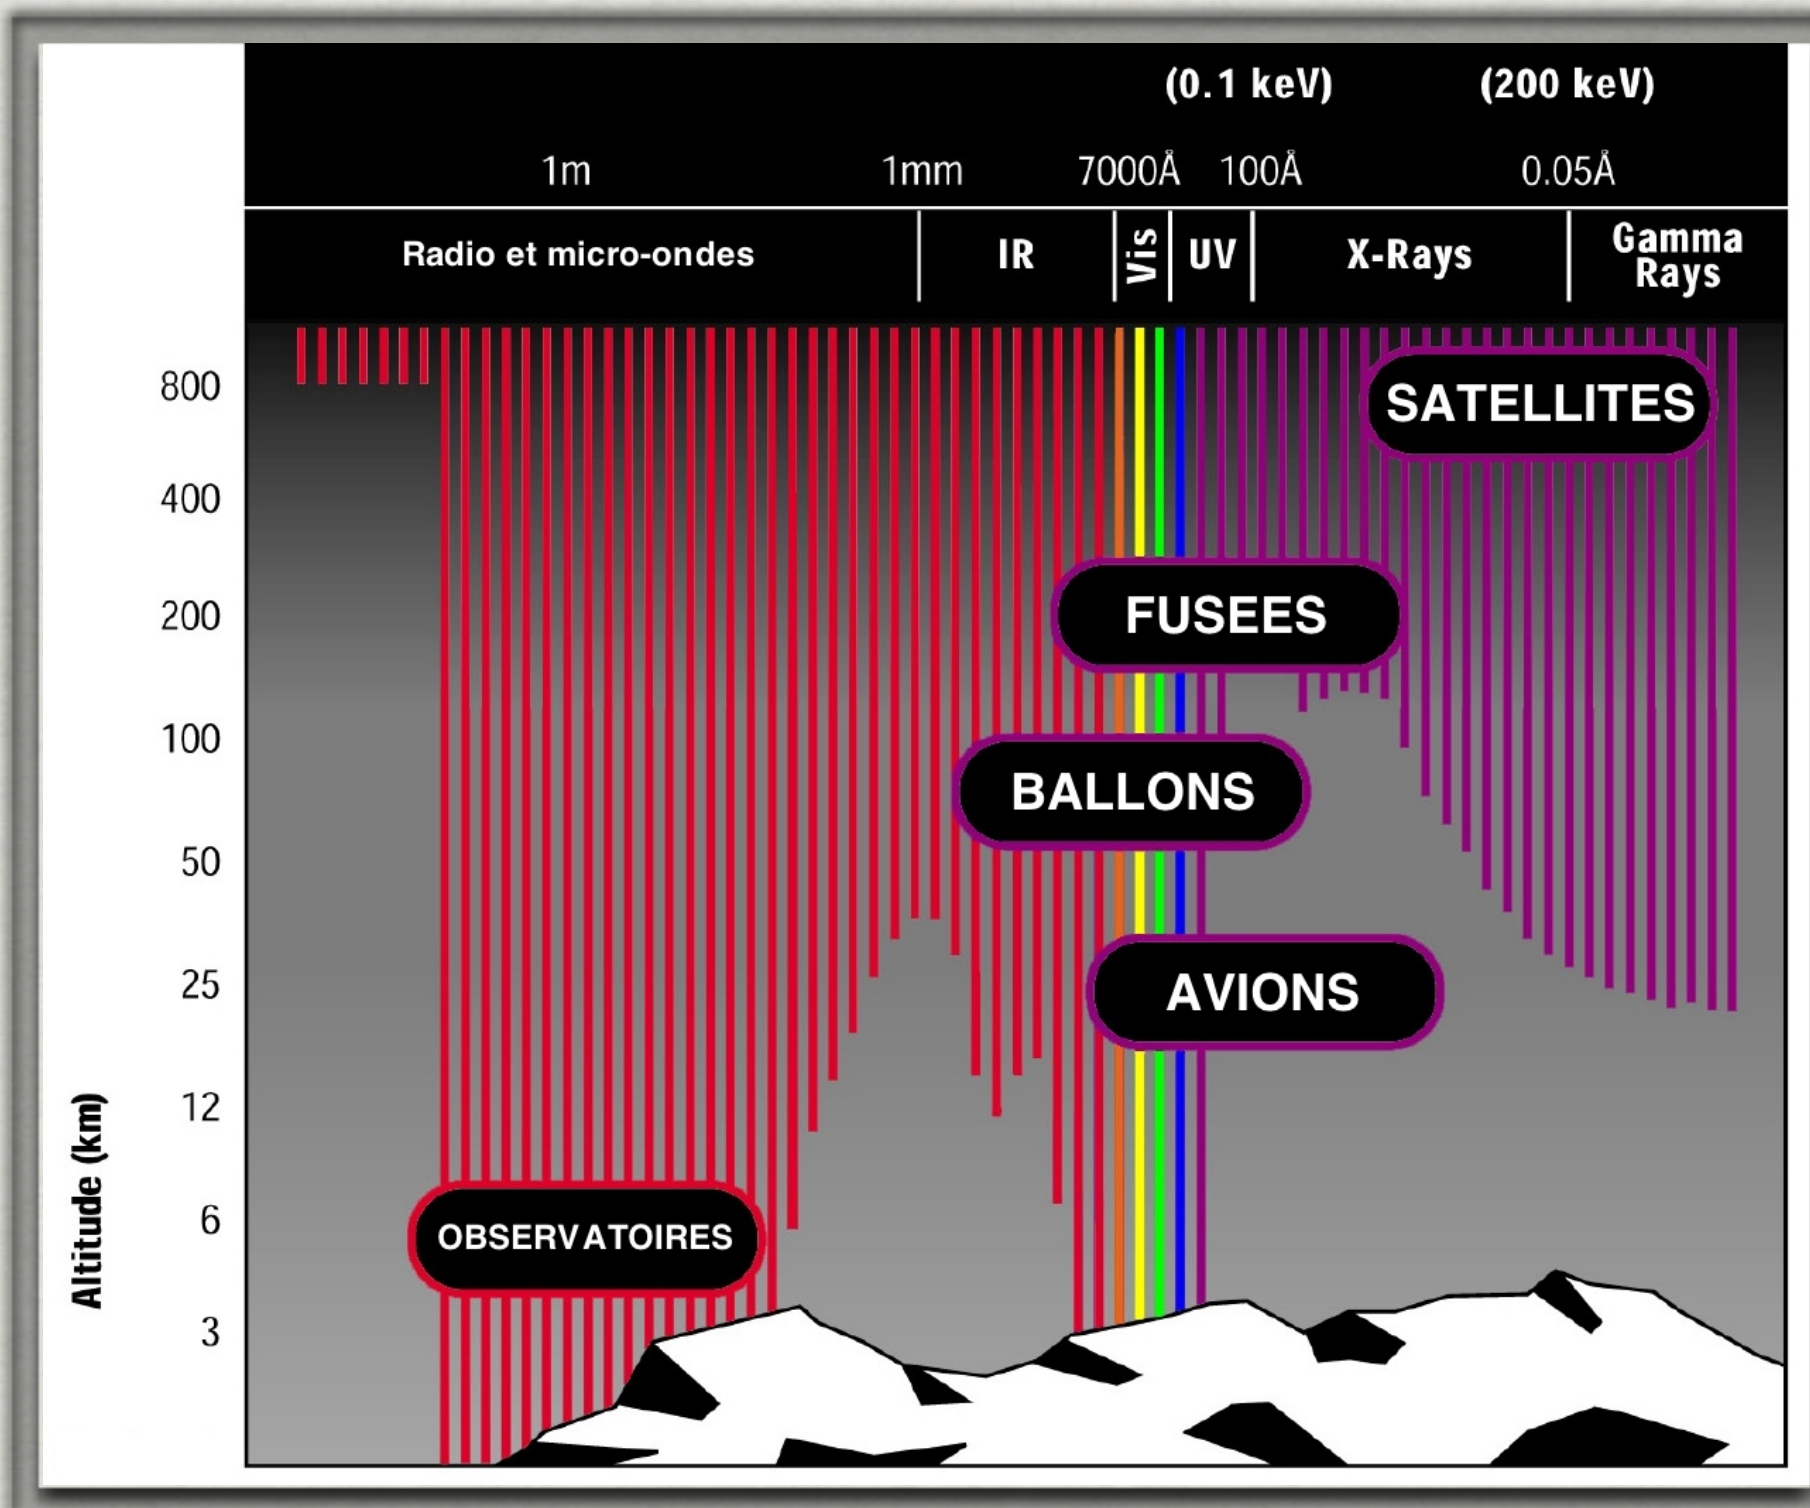 (0.1 keV) (200 keV)
1m 1mm 7000Å 100Å 0.05Å
Radio et micro-ondes IR Vis UV X-Rays Gamma Rays
800
SATELLITES
400
200
FUSEES
100
BALLONS
50
25
AVIONS
12
6
OBSERVATOIRES
3
Altitude (km)